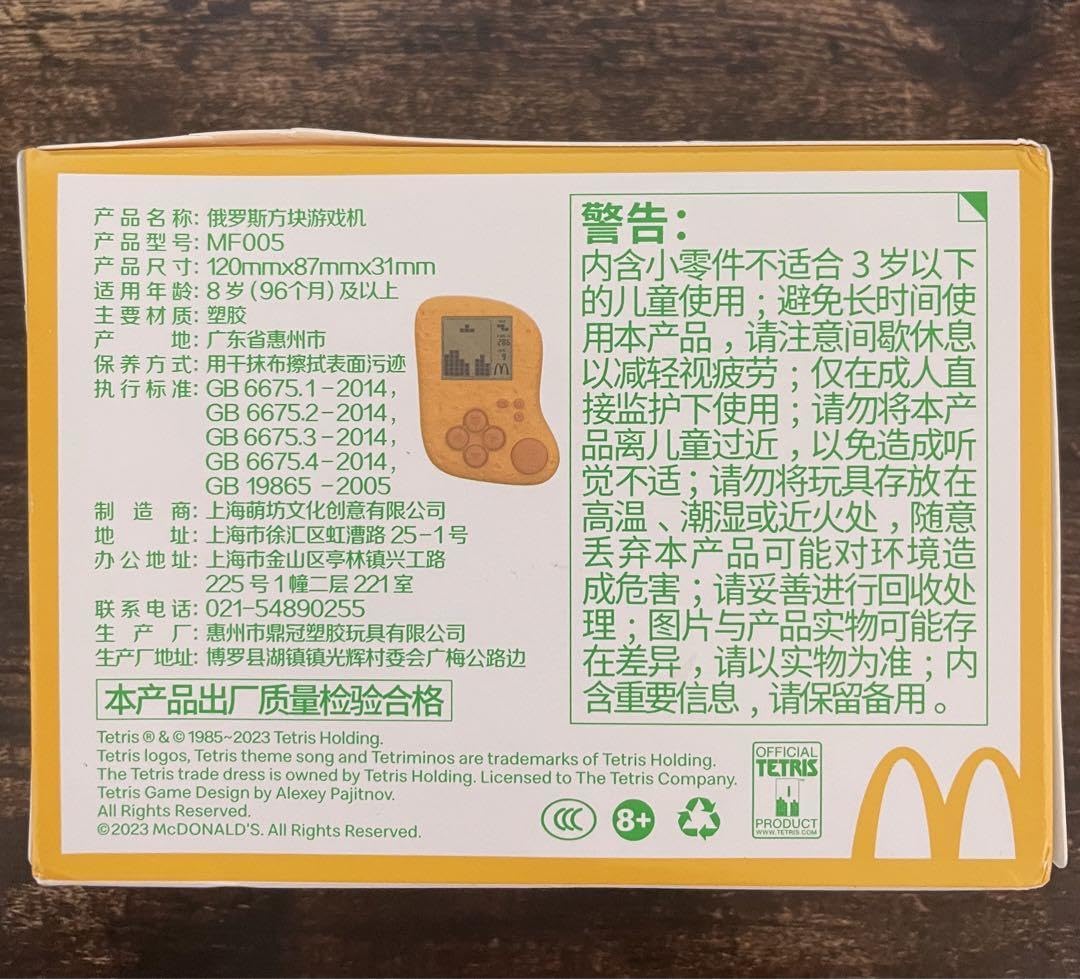 产品名称: 俄罗斯方块游戏机
产品型号: MF005
产品尺寸: 120mmx87mmx31mm
适用年龄: 8岁(96个月)及以上
主要材质: 塑胶
产地: 广东省惠州市
保养方式: 用干抹布擦拭表面污迹
执行标准: GB 6675.1-2014,
GB 6675.2-2014,
GB 6675.3-2014,
GB 6675.4-2014,
GB 19865 -2005
制造商: 上海萌坊文化创意有限公司
地址: 上海市徐汇区虹漕路25-1号
办公地址: 上海市金山区亭林镇兴工路
225号1幢二层221室
联系电话: 021-54890255
生产厂: 惠州市鼎冠塑胶玩具有限公司
生产厂地址: 博罗县湖镇镇光辉村委会广梅公路边
本产品出厂质量检验合格
警告:
内含小零件不适合3岁以下
的儿童使用;避免长时间使
用本产品,请注意间歇休息
以减轻视疲劳;仅在成人直
接监护下使用;请勿将本产
品离儿童过近,以免造成听
觉不适;请勿将玩具存放在
高温、潮湿或近火处,随意
丢弃本产品可能对环境造
成危害;请妥善进行回收处
理;图片与产品实物可能存
在差异,请以实物为准;内
含重要信息,请保留备用。
Tetris ® & © 1985~2023 Tetris Holding.
Tetris logos, Tetris theme song and Tetriminos are trademarks of Tetris Holding.
The Tetris trade dress is owned by Tetris Holding. Licensed to The Tetris Company.
Tetris Game Design by Alexey Pajitnov.
All Rights Reserved.
©2023 McDONALD'S. All Rights Reserved.
CCC
8+
OFFICIAL
TETRIS
PRODUCT
WWW.TETRIS.COM